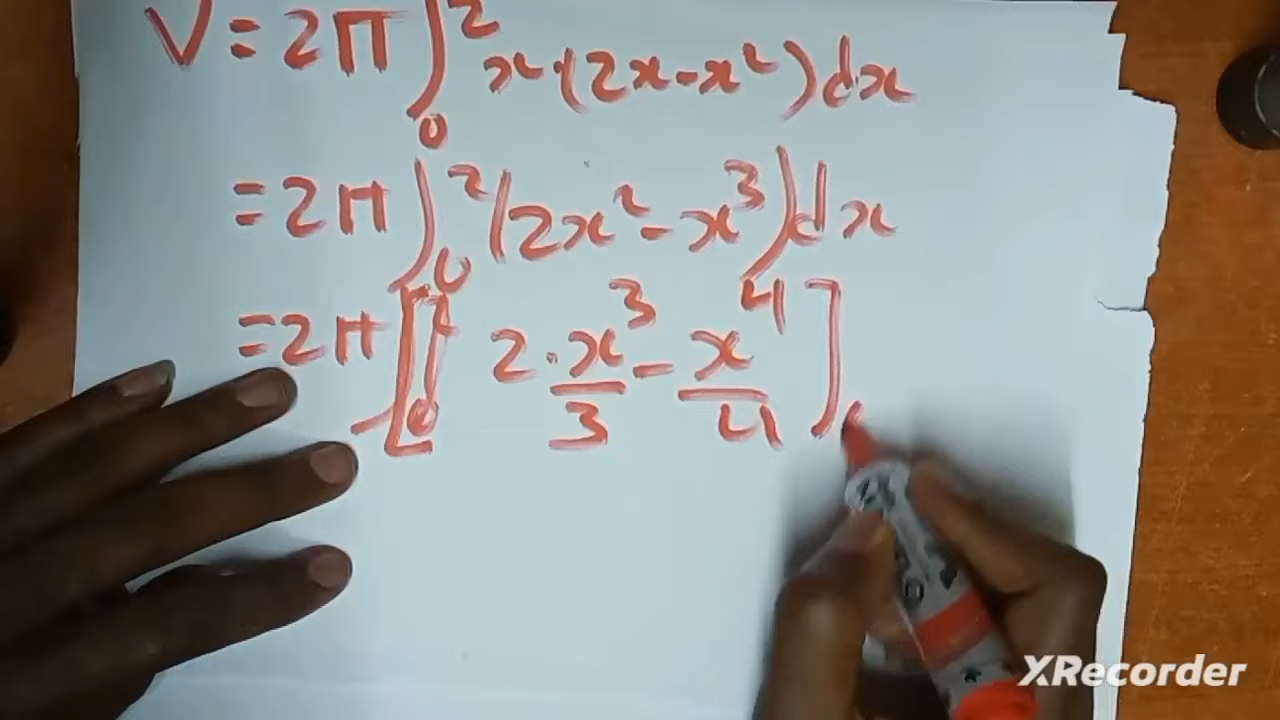 V = 2π ∫₀² x·(2x - x²)dx
= 2π ∫₀² (2x² - x³)dx
= 2π [∫₀² 2·x³/3 - x⁴/4]
XRecorder